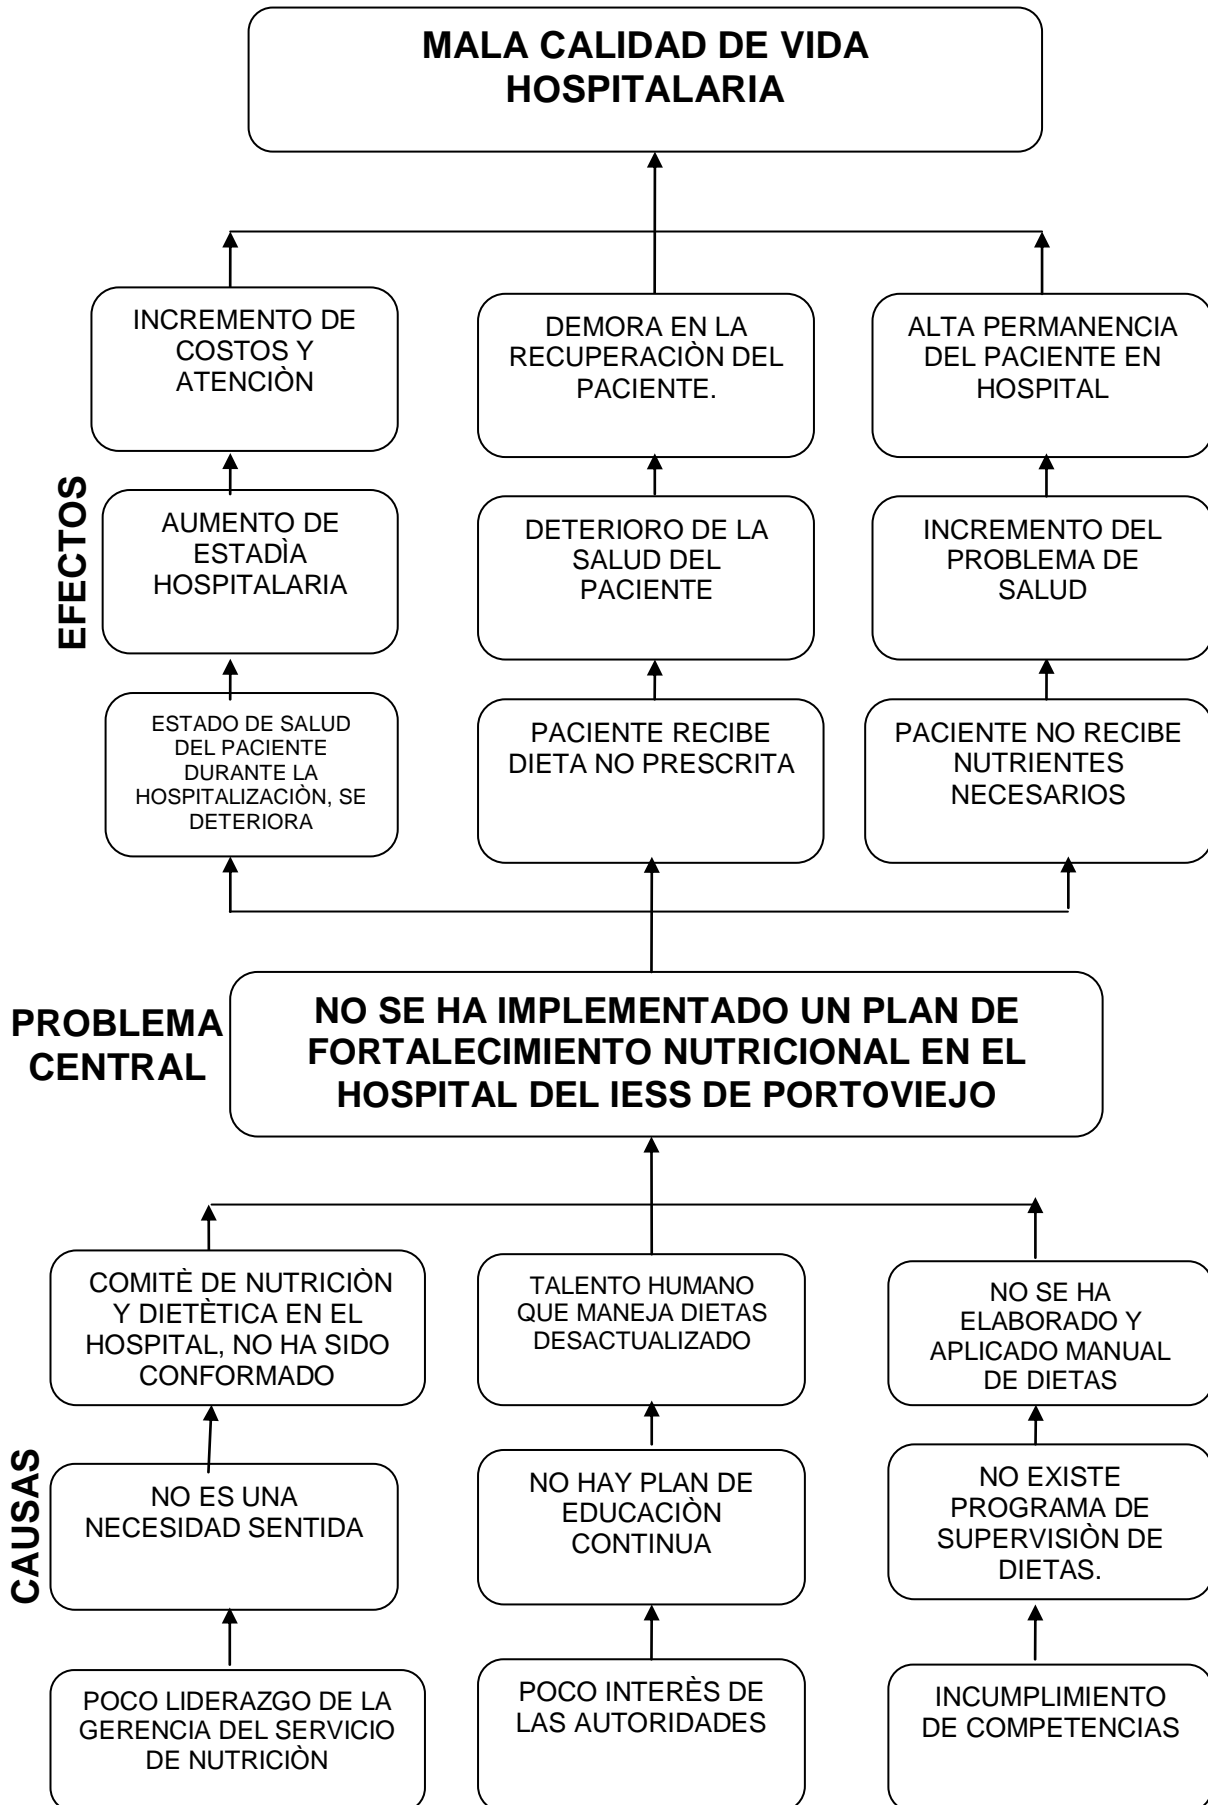 MALA CALIDAD DE VIDA
HOSPITALARIA
INCREMENTO DE
COSTOS Y
ATENCIÒN
DEMORA EN LA
RECUPERACIÒN DEL
PACIENTE.
ALTA PERMANENCIA
DEL PACIENTE EN
HOSPITAL
EFECTOS
AUMENTO DE
ESTADÌA
HOSPITALARIA
DETERIORO DE LA
SALUD DEL
PACIENTE
INCREMENTO DEL
PROBLEMA DE
SALUD
ESTADO DE SALUD
DEL PACIENTE
DURANTE LA
HOSPITALIZACIÒN, SE
DETERIORA
PACIENTE RECIBE
DIETA NO PRESCRITA
PACIENTE NO RECIBE
NUTRIENTES
NECESARIOS
PROBLEMA
CENTRAL
NO SE HA IMPLEMENTADO UN PLAN DE
FORTALECIMIENTO NUTRICIONAL EN EL
HOSPITAL DEL IESS DE PORTOVIEJO
COMITÈ DE NUTRICIÒN
Y DIETÈTICA EN EL
HOSPITAL, NO HA SIDO
CONFORMADO
TALENTO HUMANO
QUE MANEJA DIETAS
DESACTUALIZADO
NO SE HA
ELABORADO Y
APLICADO MANUAL
DE DIETAS
CAUSAS
NO ES UNA
NECESIDAD SENTIDA
NO HAY PLAN DE
EDUCACIÒN
CONTINUA
NO EXISTE
PROGRAMA DE
SUPERVISIÒN DE
DIETAS.
POCO LIDERAZGO DE LA
GERENCIA DEL SERVICIO
DE NUTRICIÒN
POCO INTERÈS DE
LAS AUTORIDADES
INCUMPLIMIENTO
DE COMPETENCIAS